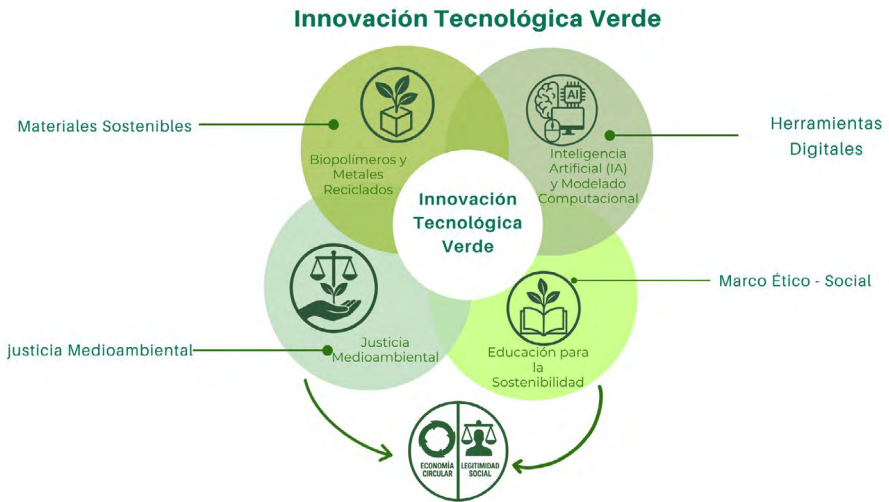 Innovación Tecnológica Verde
Materiales Sostenibles
Biopolímeros y
Metales
Reciclados
AI
Inteligencia
Artificial (IA)
y Modelado
Computacional
Herramientas
Digitales
Innovación
Tecnológica
Verde
Marco Ético - Social
justicia Medioambiental
Justicia
Medioambiental
Educación para
la
Sostenibilidad
ECONOMÍA
CIRCULAR
LEGITIMIDAD
SOCIAL